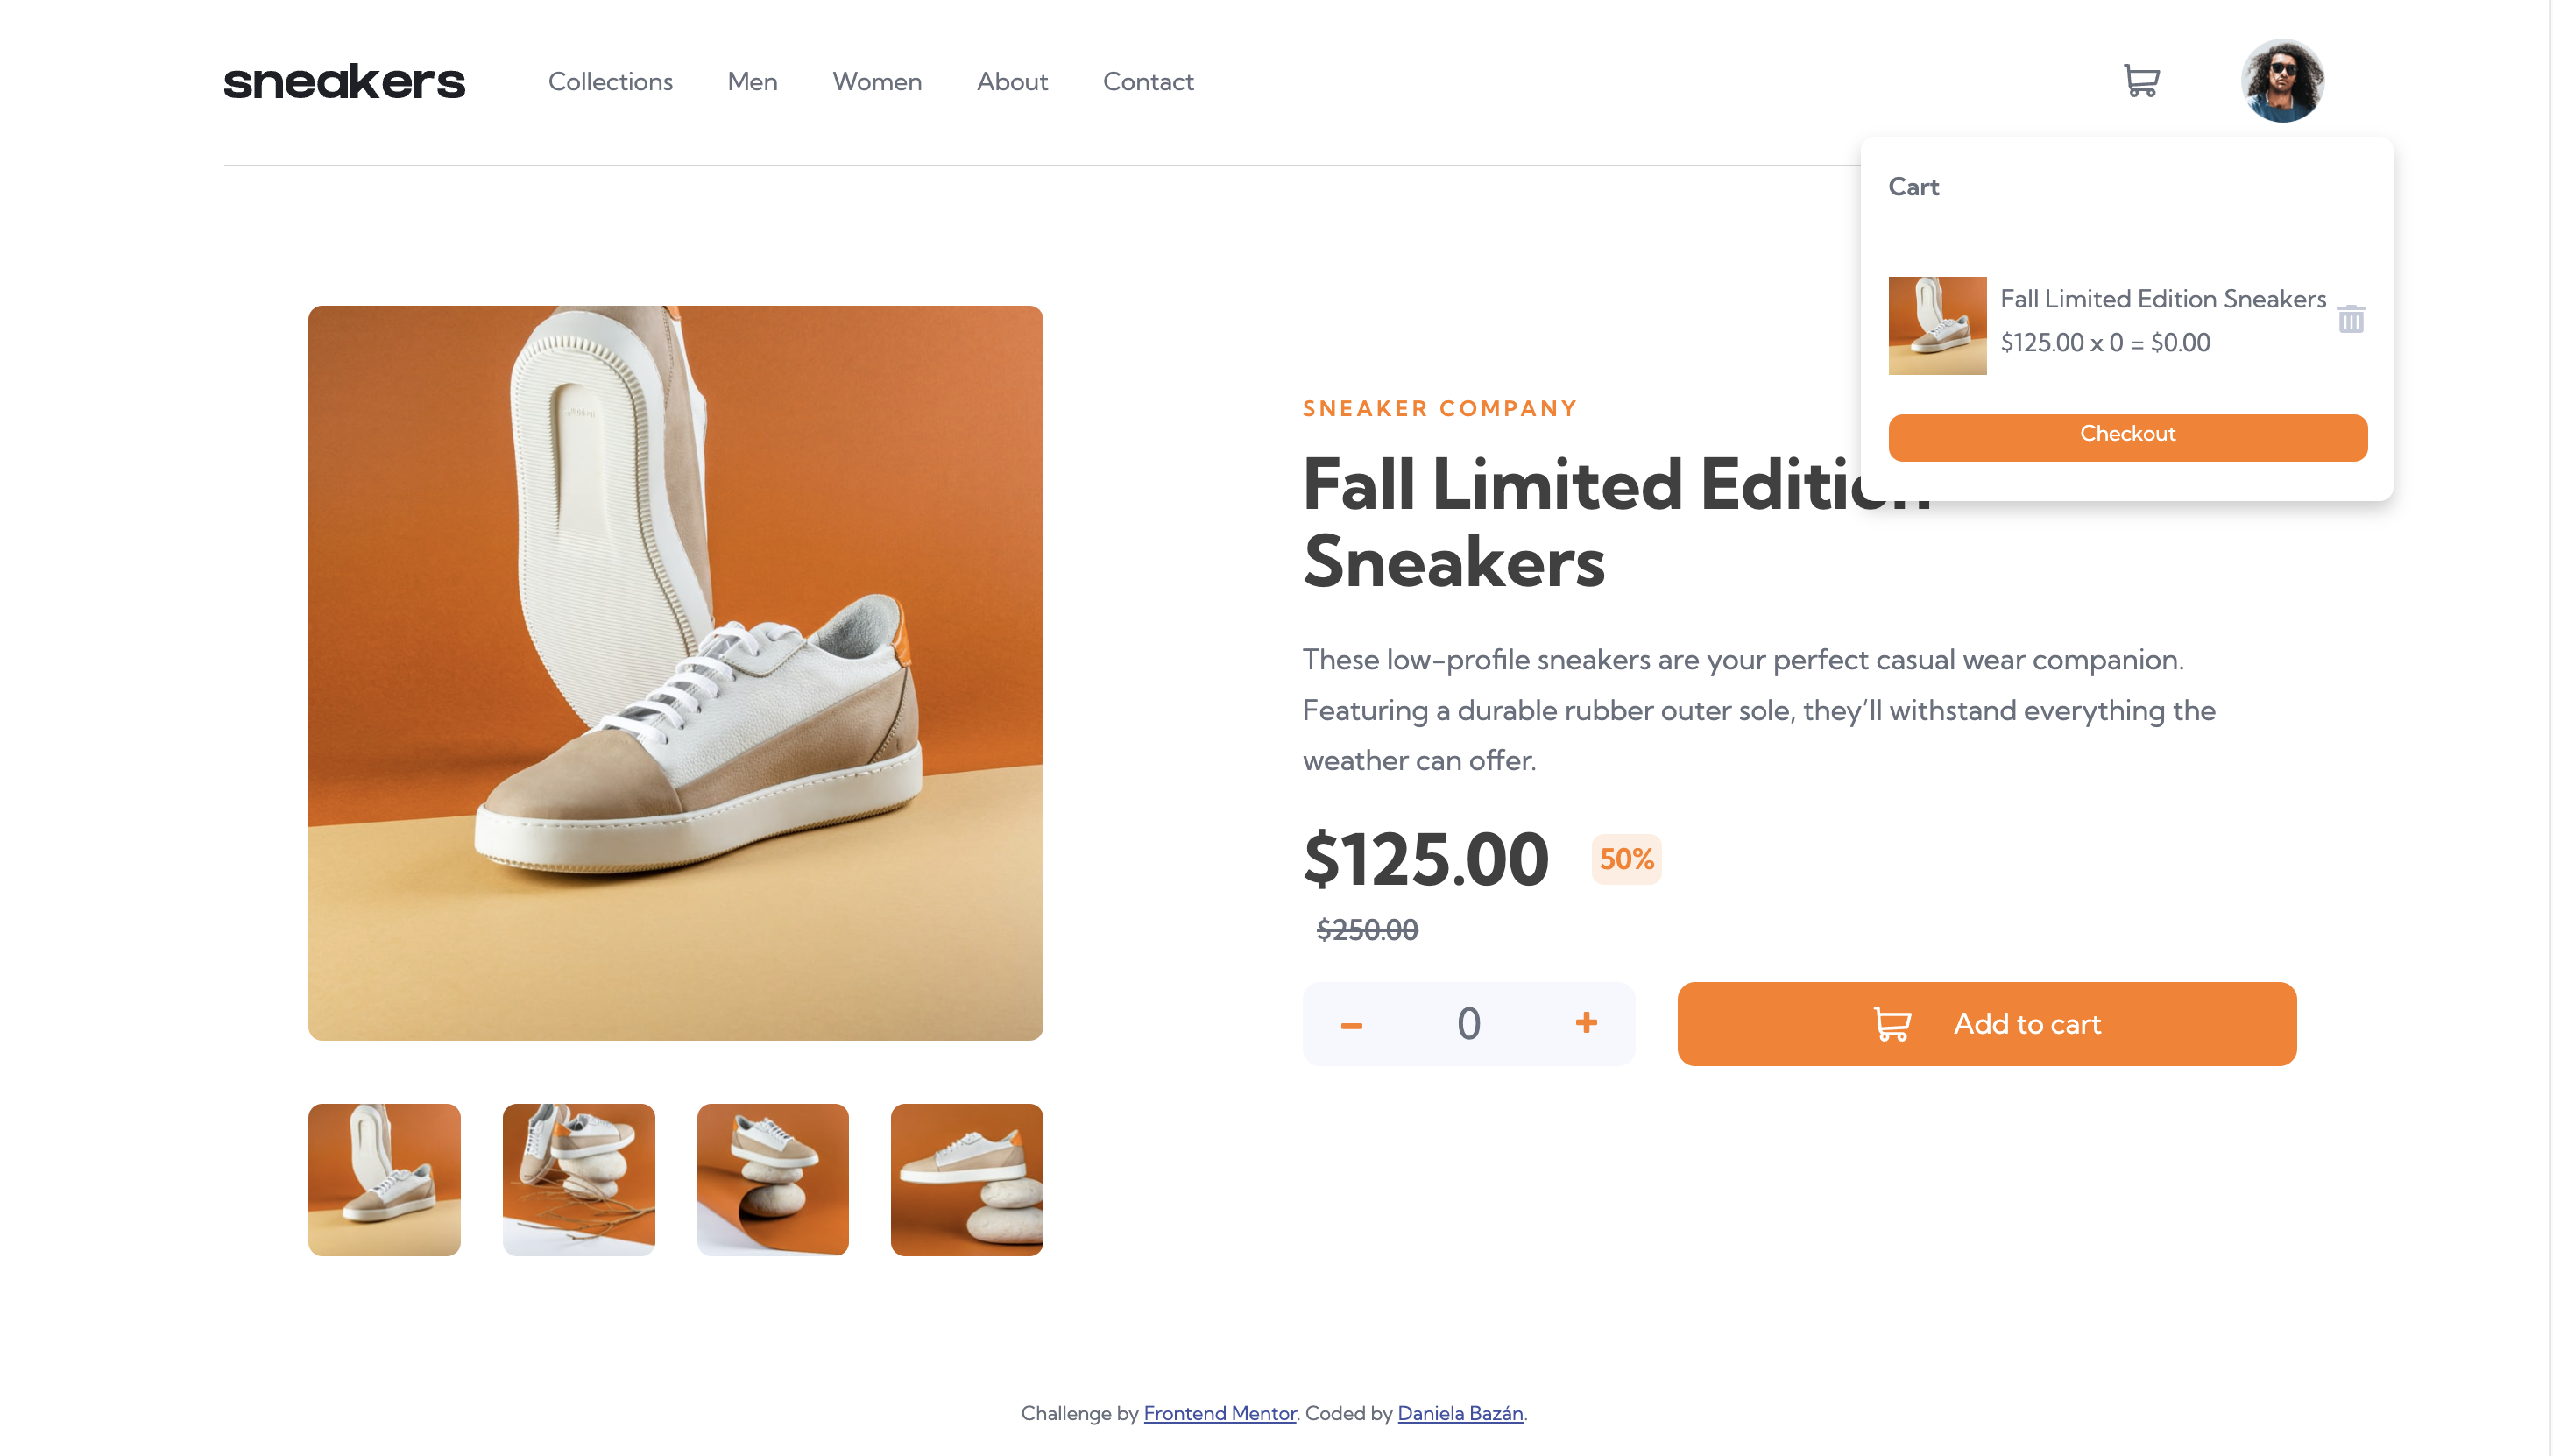 sneakers
Collections Men Women About Contact
Cart
Fall Limited Edition Sneakers
$125.00 x 0 = $0.00
Checkout
SNEAKER COMPANY
Fall Limited Edition
Sneakers
These low-profile sneakers are your perfect casual wear companion.
Featuring a durable rubber outer sole, they’ll withstand everything the
weather can offer.
$125.00 50%
$250.00
0
Add to cart
Challenge by Frontend Mentor. Coded by Daniela Bazán.